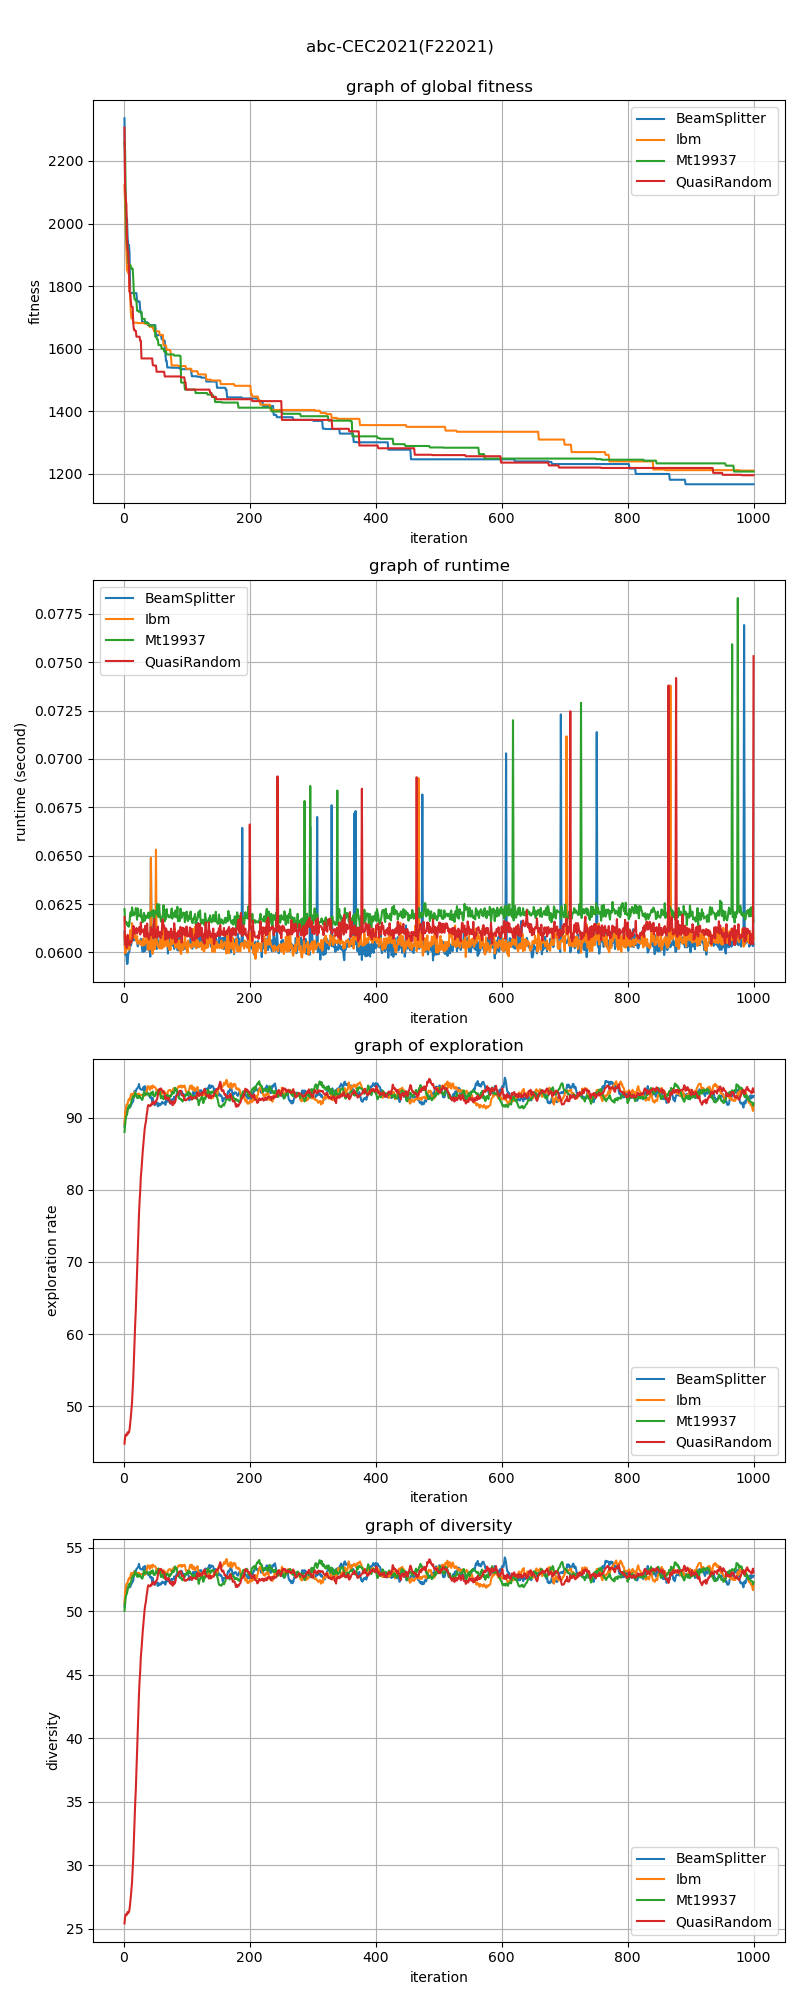 abc-CEC2021(F22021)
graph of global fitness
BeamSplitter
Ibm
Mt19937
QuasiRandom
2200
2000
1800
1600
1400
1200
fitness
0 200 400 600 800 1000
iteration
graph of runtime
BeamSplitter
Ibm
Mt19937
QuasiRandom
0.0775
0.0750
0.0725
0.0700
0.0675
0.0650
0.0625
0.0600
runtime (second)
0 200 400 600 800 1000
iteration
graph of exploration
90
80
70
60
50
exploration rate
BeamSplitter
Ibm
Mt19937
QuasiRandom
0 200 400 600 800 1000
iteration
graph of diversity
55
50
45
40
35
30
25
diversity
BeamSplitter
Ibm
Mt19937
QuasiRandom
0 200 400 600 800 1000
iteration